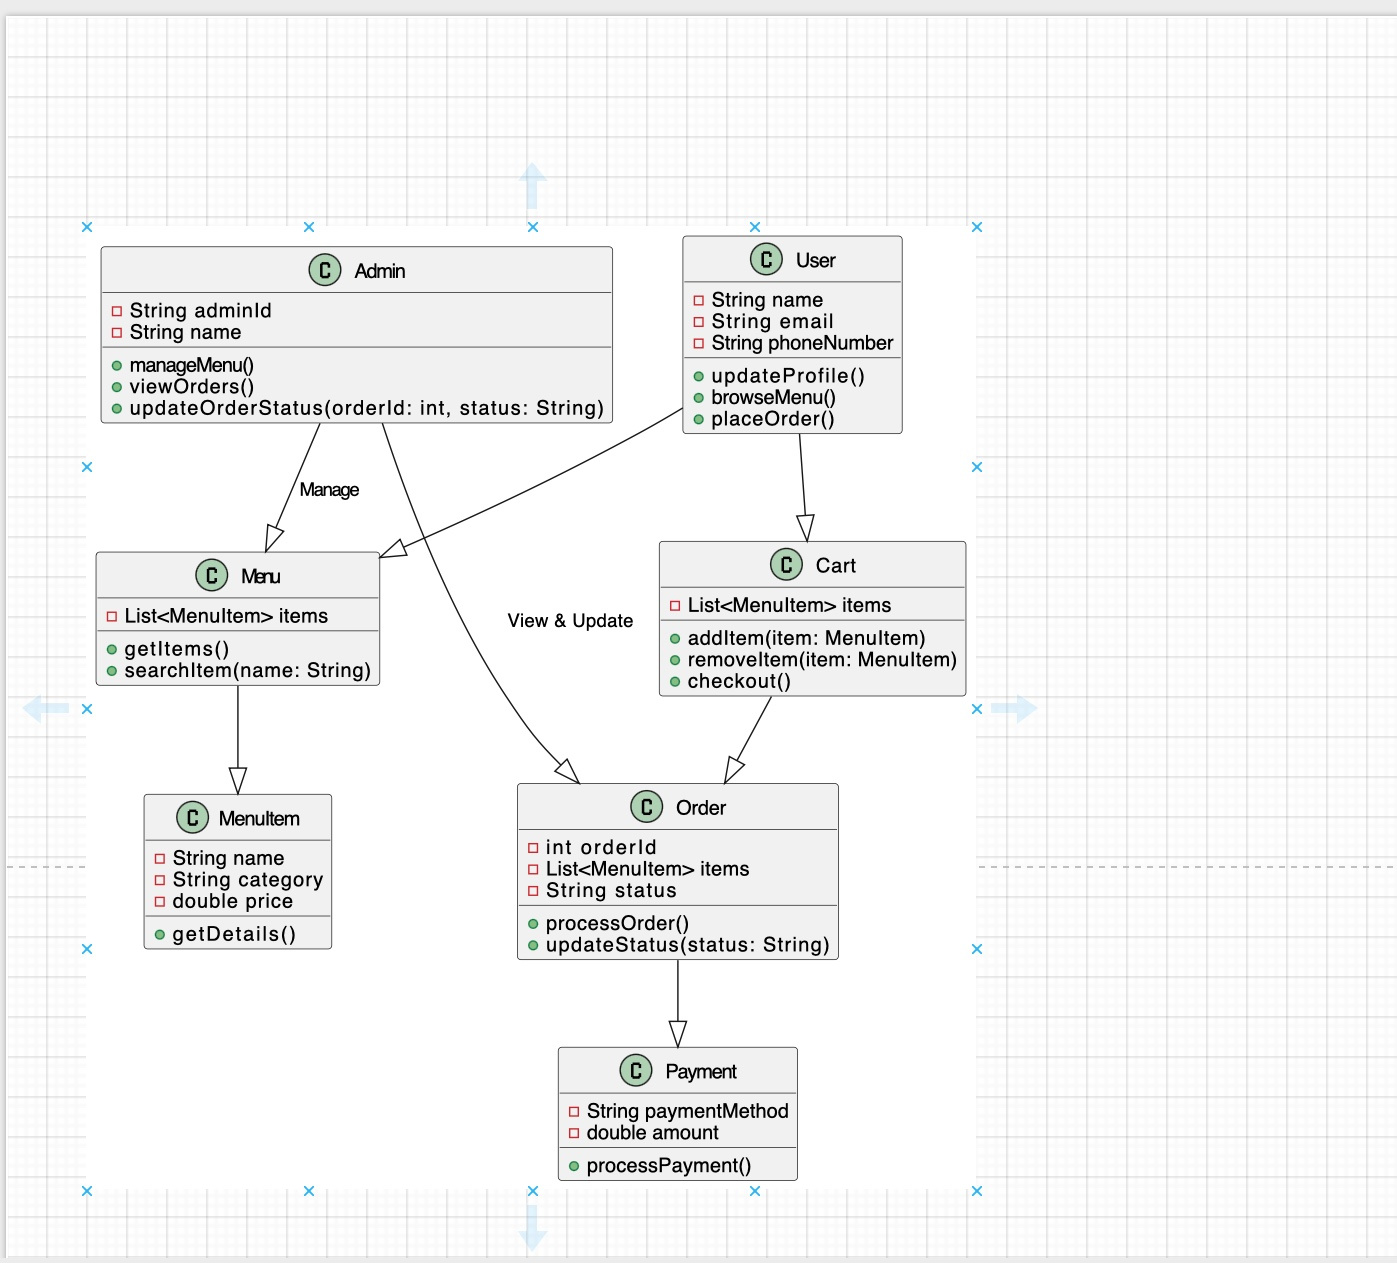 C Admin
String adminId
String name
manageMenu()
viewOrders()
updateOrderStatus(orderId: int, status: String)
C User
String name
String email
String phoneNumber
updateProfile()
browseMenu()
placeOrder()
Manage
C Menu
List<MenuItem> items
getItems()
searchItem(name: String)
View & Update
C Cart
List<MenuItem> items
addItem(item: MenuItem)
removeItem(item: MenuItem)
checkout()
C MenuItem
String name
String category
double price
getDetails()
C Order
int orderId
List<MenuItem> items
String status
processOrder()
updateStatus(status: String)
C Payment
String paymentMethod
double amount
processPayment()